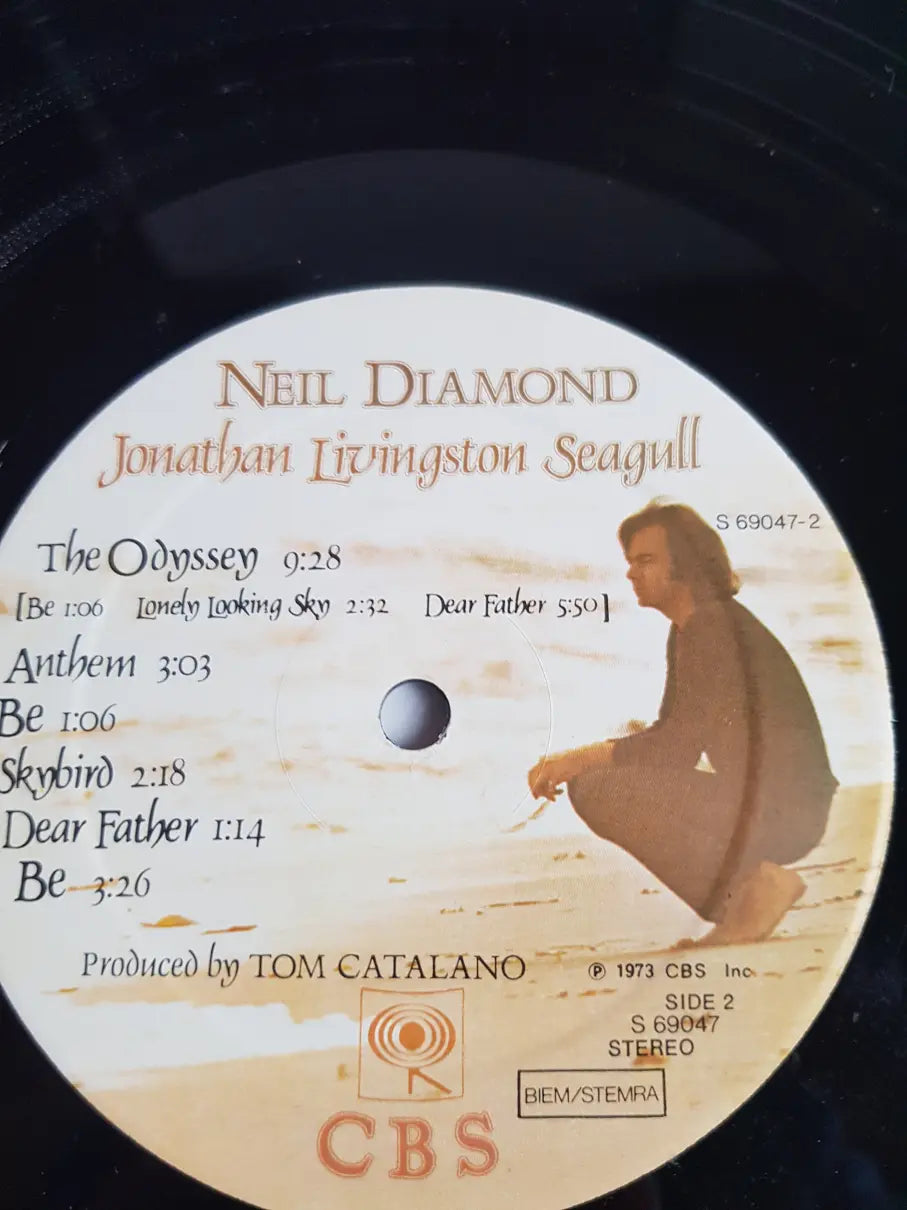 NEIL DIAMOND
Jonathan Livingston Seagull
S 69047-2
The Odyssey 9:28
[Be 1:06 Lonely Looking Sky 2:32 Dear Father 5:50]
Anthem 3:03
Be 1:06
Skybird 2:18
Dear Father 1:14
Be 3:26
Produced by TOM CATALANO
℗ 1973 CBS Inc.
SIDE 2
S 69047
STEREO
BIEM/STEMRA
CBS